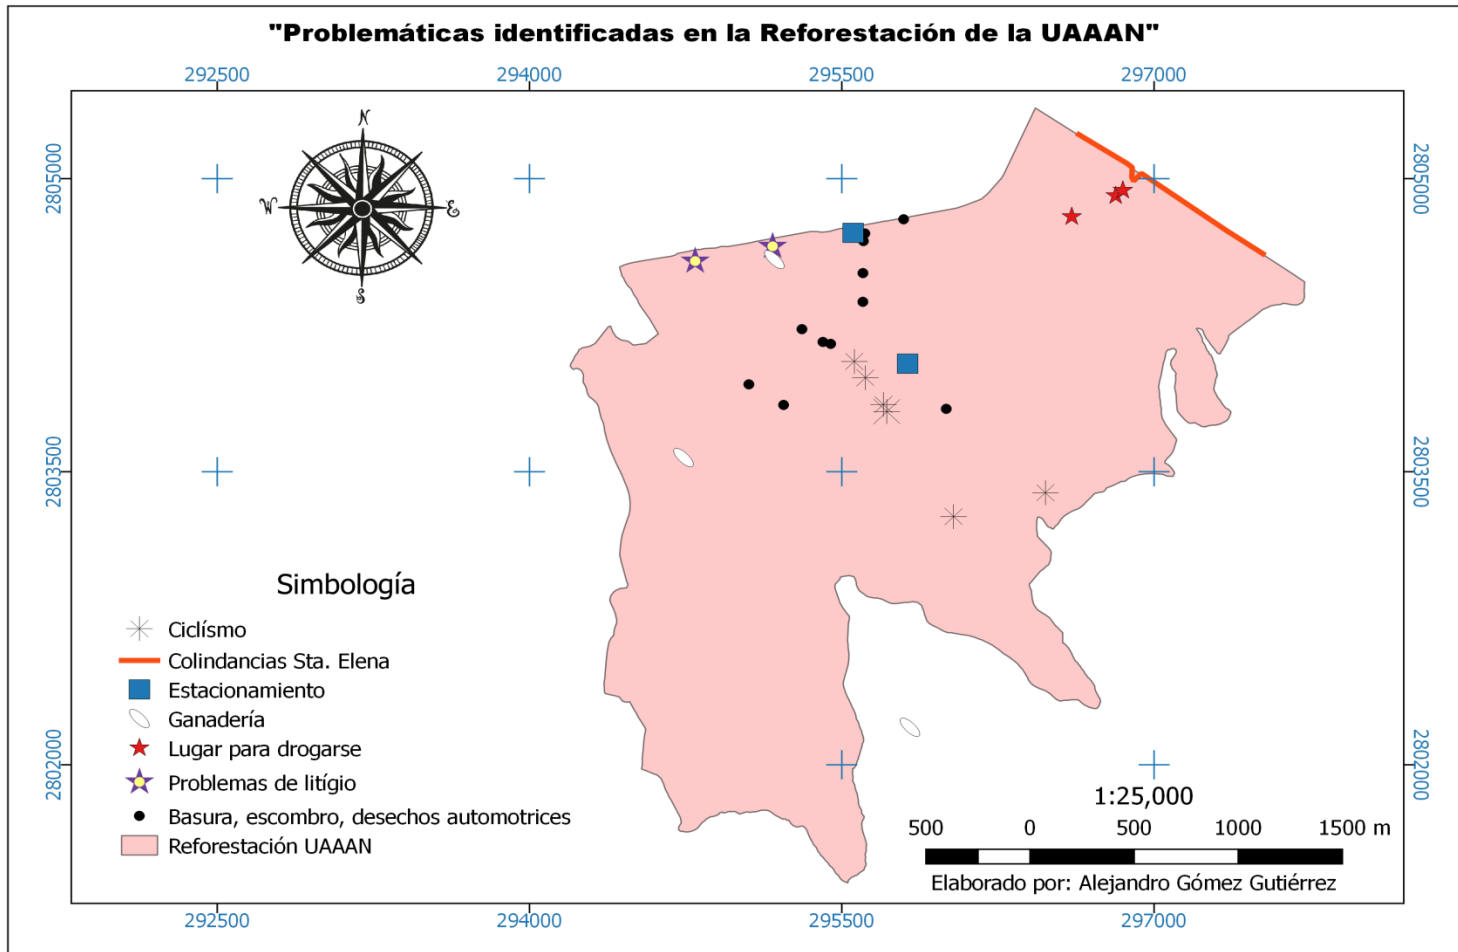 "Problemáticas identificadas en la Reforestación de la UAAAN"
292500 294000 295500 297000
N
W E
S
2805000 2805000
2803500 2803500
2802000 2802000
Simbología
Ciclísmo
Colindancias Sta. Elena
Estacionamiento
Ganadería
Lugar para drogarse
Problemas de litígio
Basura, escombro, desechos automotrices
Reforestación UAAAN
1:25,000
500 0 500 1000 1500 m
Elaborado por: Alejandro Gómez Gutiérrez
292500 294000 295500 297000